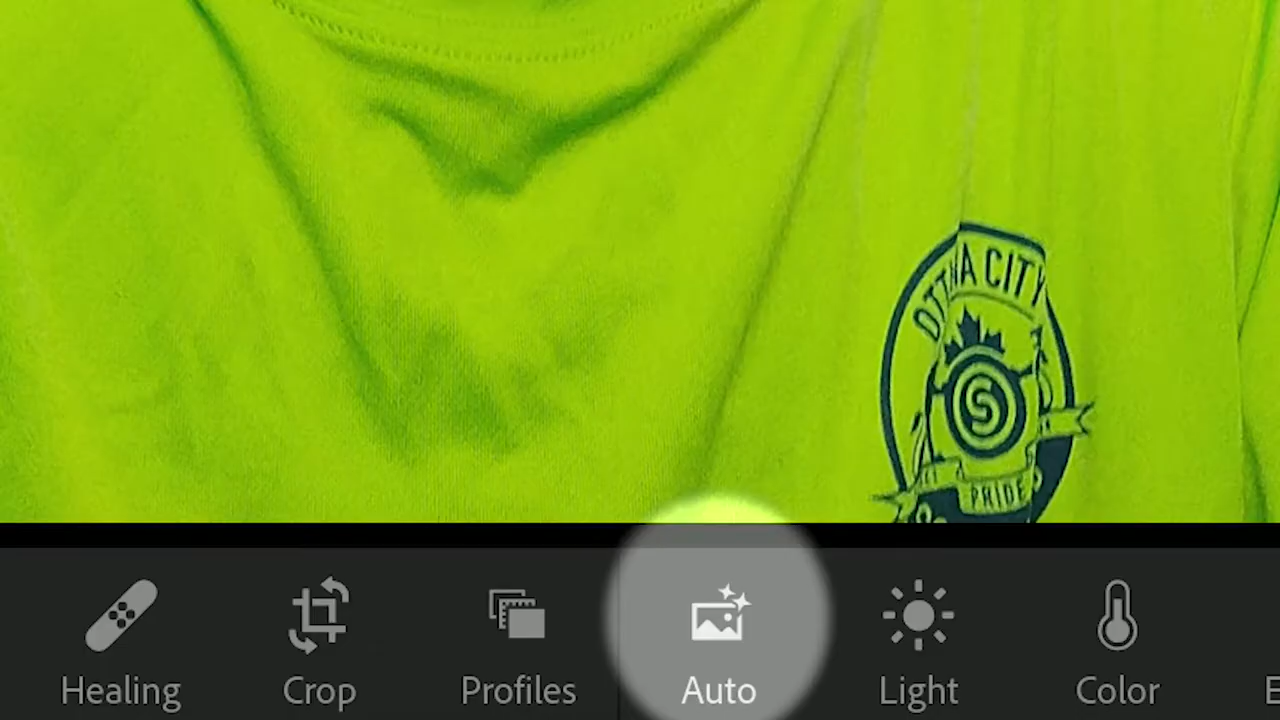 OTTAWA CITY
PRIDE
Healing
Crop
Profiles
Auto
Light
Color